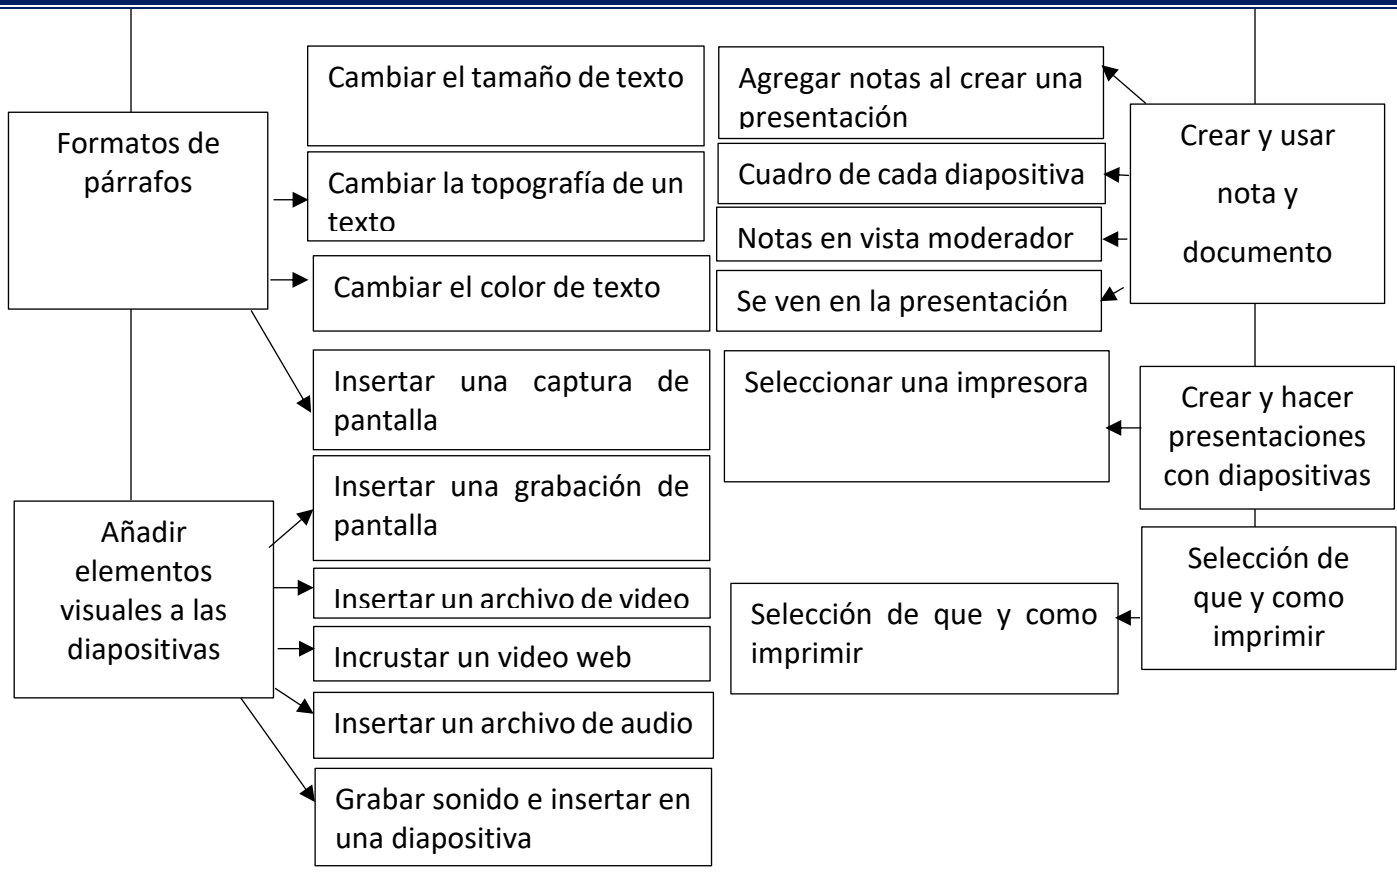 Formatos de
párrafos
Cambiar el tamaño de texto
Cambiar la topografía de un
texto
Cambiar el color de texto
Insertar una captura de
pantalla
Añadir
elementos
visuales a las
diapositivas
Insertar una grabación de
pantalla
Insertar un archivo de video
Incrustar un video web
Insertar un archivo de audio
Grabar sonido e insertar en
una diapositiva
Agregar notas al crear una
presentación
Cuadro de cada diapositiva
Notas en vista moderador
Se ven en la presentación
Crear y usar
nota y
documento
Seleccionar una impresora
Crear y hacer
presentaciones
con diapositivas
Selección de que y como
imprimir
Selección de
que y como
imprimir